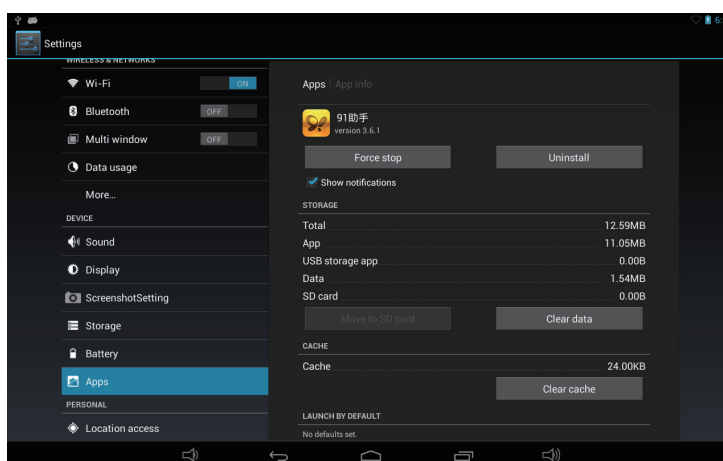 6:
Settings
WIRELESS & NETWORKS
Wi-Fi ON
Bluetooth OFF
Multi window OFF
Data usage
More...
DEVICE
Sound
Display
ScreenshotSetting
Storage
Battery
Apps
PERSONAL
Location access
Apps App info
91助手
version 3.6.1
Force stop Uninstall
Show notifications
STORAGE
Total 12.59MB
App 11.05MB
USB storage app 0.00B
Data 1.54MB
SD card 0.00B
Move to SD card Clear data
CACHE
Cache 24.00KB
Clear cache
LAUNCH BY DEFAULT
No defaults set.